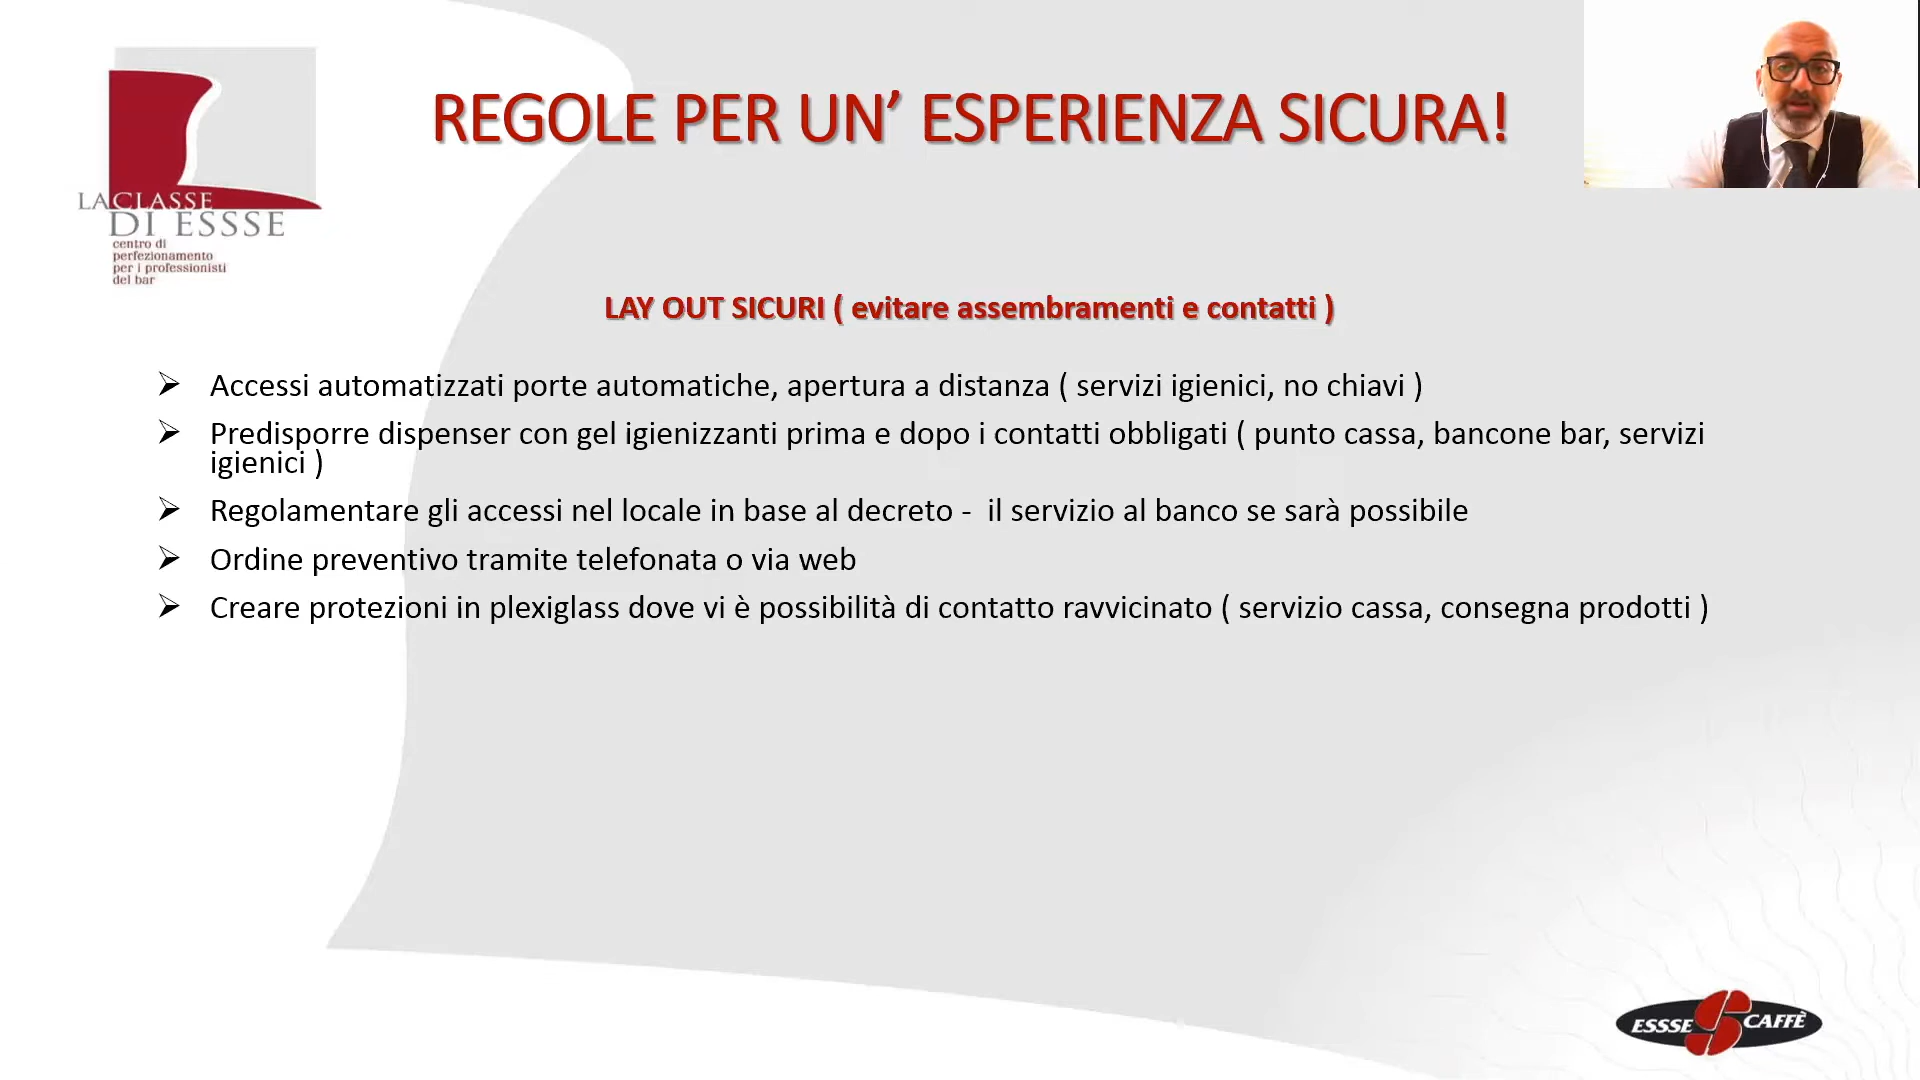 REGOLE PER UN’ ESPERIENZA SICURA!
LA CLASSE
DI ESSSE
centro di
perfezionamento
per i professionisti
del bar
LAY OUT SICURI ( evitare assembramenti e contatti )
➢ Accessi automatizzati porte automatiche, apertura a distanza ( servizi igienici, no chiavi )
➢ Predisporre dispenser con gel igienizzanti prima e dopo i contatti obbligati ( punto cassa, bancone bar, servizi
igienici )
➢ Regolamentare gli accessi nel locale in base al decreto -  il servizio al banco se sarà possibile
➢ Ordine preventivo tramite telefonata o via web
➢ Creare protezioni in plexiglass dove vi è possibilità di contatto ravvicinato ( servizio cassa, consegna prodotti )
ESSSE CAFFÈ